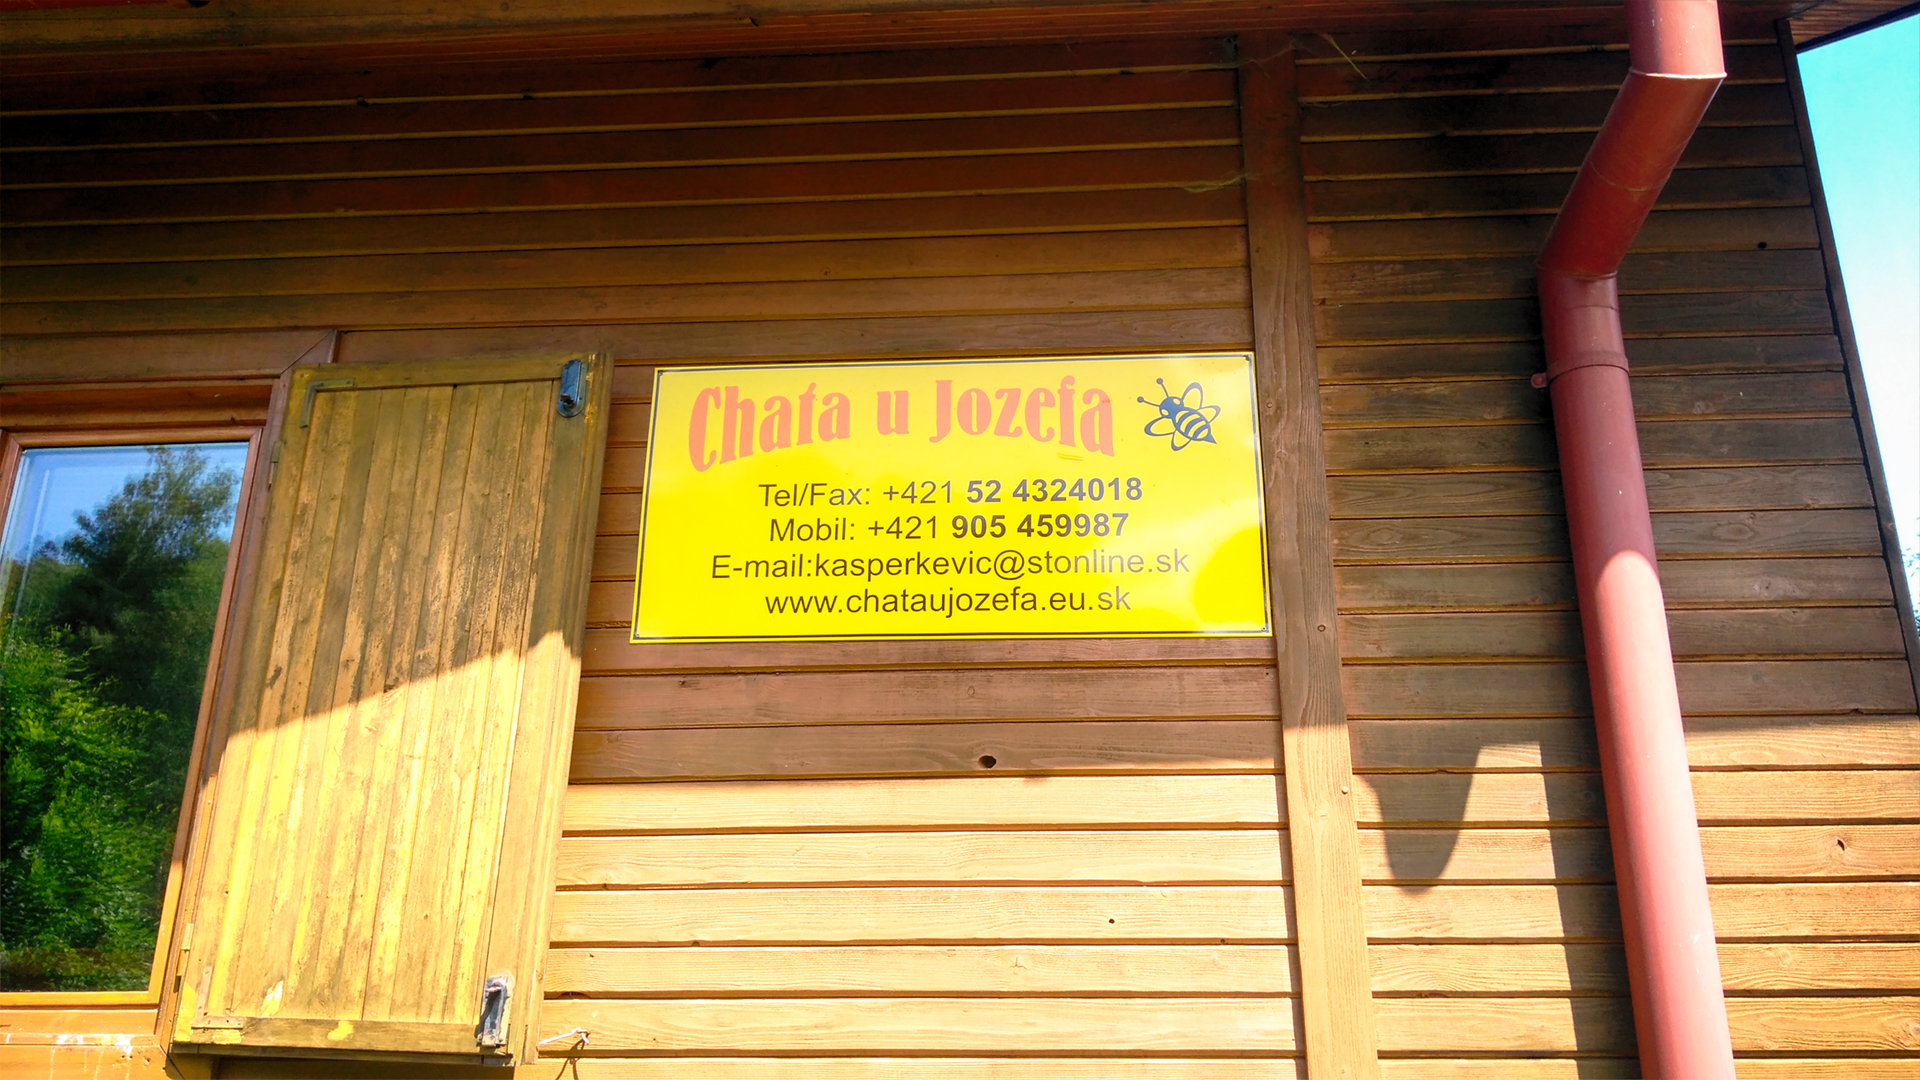 Chata u Jozefa
Tel/Fax: +421 52 4324018
Mobil: +421 905 459987
E-mail:kasperkevic@stonline.sk
www.chataujozefa.eu.sk